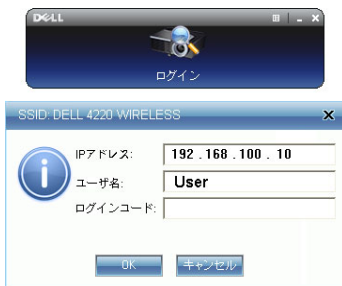 DELL
ログイン
SSID: DELL 4220 WIRELESS
IPアドレス: 192 . 168 . 100 . 10
ユーザ名: User
ログインコード:
OK キャンセル